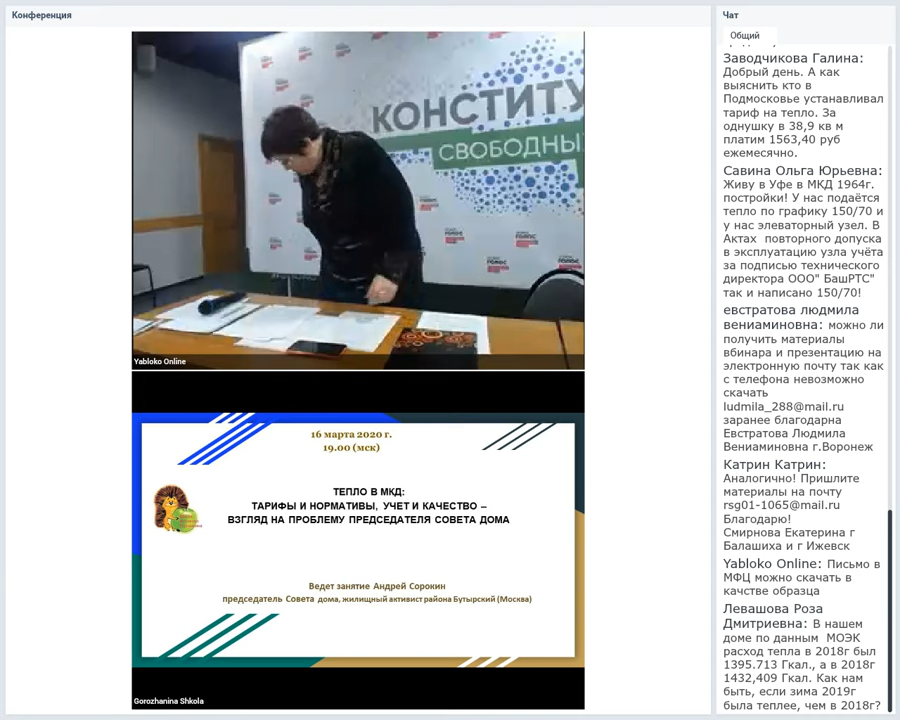 Конференция
Чат
Общий
Заводчикова Галина:
Добрый день. А как
выяснить кто в
Подмосковье устанавливал
тариф на тепло. За
однушку в 38,9 кв м
платим 1563,40 руб
ежемесячно.
Савина Ольга Юрьевна:
Живу в Уфе в МКД 1964г.
постройки! У нас подаётся
тепло по графику 150/70 и
у нас элеваторный узел. В
Актах повторного допуска
в эксплуатацию узла учёта
за подписью технического
директора ООО" БашРТС"
так и написано 150/70!
евстратова людмила
вениаминовна: можно ли
получить материалы
вбинара и презентацию на
электронную почту так как
с телефона невозможно
скачать
ludmila_288@mail.ru
заранее благодарна
Евстратова Людмила
Вениаминовна г.Воронеж
Катрин Катрин:
Аналогично! Пришлите
материалы на почту
rsg01-1065@mail.ru
Благодарю!
Смирнова Екатерина г
Балашиха и г Ижевск
Yabloko Online: Письмо в
МФЦ можно скачать в
качстве образца
Левашова Роза
Дмитриевна: В нашем
доме по данным МОЭК
расход тепла в 2018г был
1395.713 Гкал., а в 2018г
1432,409 Гкал. Как нам
быть, если зима 2019г
была теплее, чем в 2018г?
КОНСТИТУ
СВОБОДНЫ
Yabloko Online
16 марта 2020 г.
19.00 (мск)
ТЕПЛО В МКД:
ТАРИФЫ И НОРМАТИВЫ, УЧЕТ И КАЧЕСТВО –
ВЗГЛЯД НА ПРОБЛЕМУ ПРЕДСЕДАТЕЛЯ СОВЕТА ДОМА
Ведет занятие Андрей Сорокин
председатель Совета дома, жилищный активист района Бутырский (Москва)
Gorozhanina Shkola